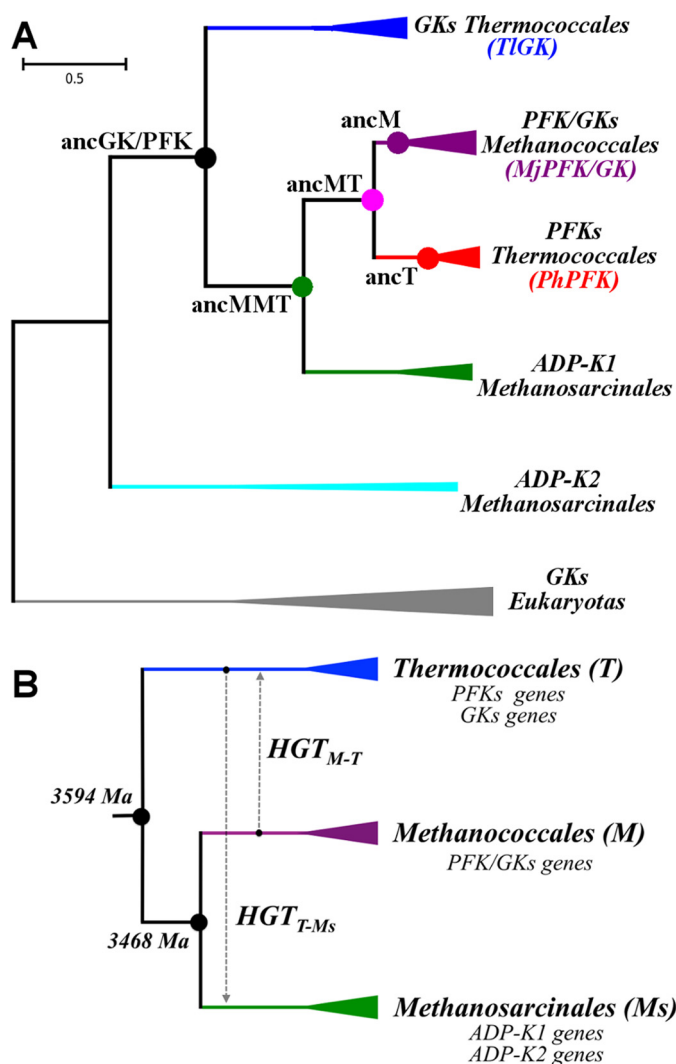 A
GKs Thermococcales
(TlGK)
0.5
ancM
PFK/GKs
Methanococcales
(MjPFK/GK)
ancGK/PFK
ancMT
PFKs
Thermococcales
(PhPFK)
ancT
ancMMT
ADP-K1
Methanosarcinales
ADP-K2
Methanosarcinales
GKs
Eukaryotas
B
Thermococcales (T)
PFKs genes
GKs genes
HGT M-T
3594 Ma
Methanococcales (M)
PFK/GKs genes
HGT T-Ms
3468 Ma
Methanosarcinales (Ms)
ADP-K1 genes
ADP-K2 genes